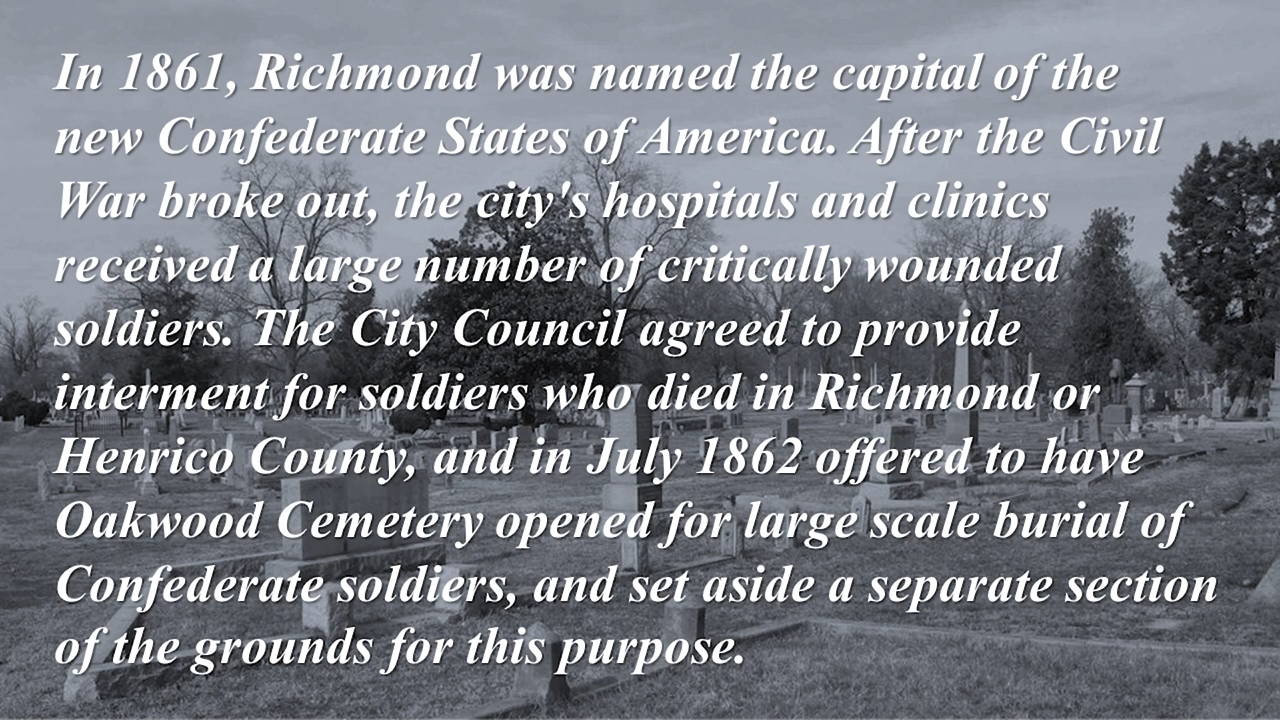 In 1861, Richmond was named the capital of the
new Confederate States of America. After the Civil
War broke out, the city's hospitals and clinics
received a large number of critically wounded
soldiers. The City Council agreed to provide
interment for soldiers who died in Richmond or
Henrico County, and in July 1862 offered to have
Oakwood Cemetery opened for large scale burial of
Confederate soldiers, and set aside a separate section
of the grounds for this purpose.